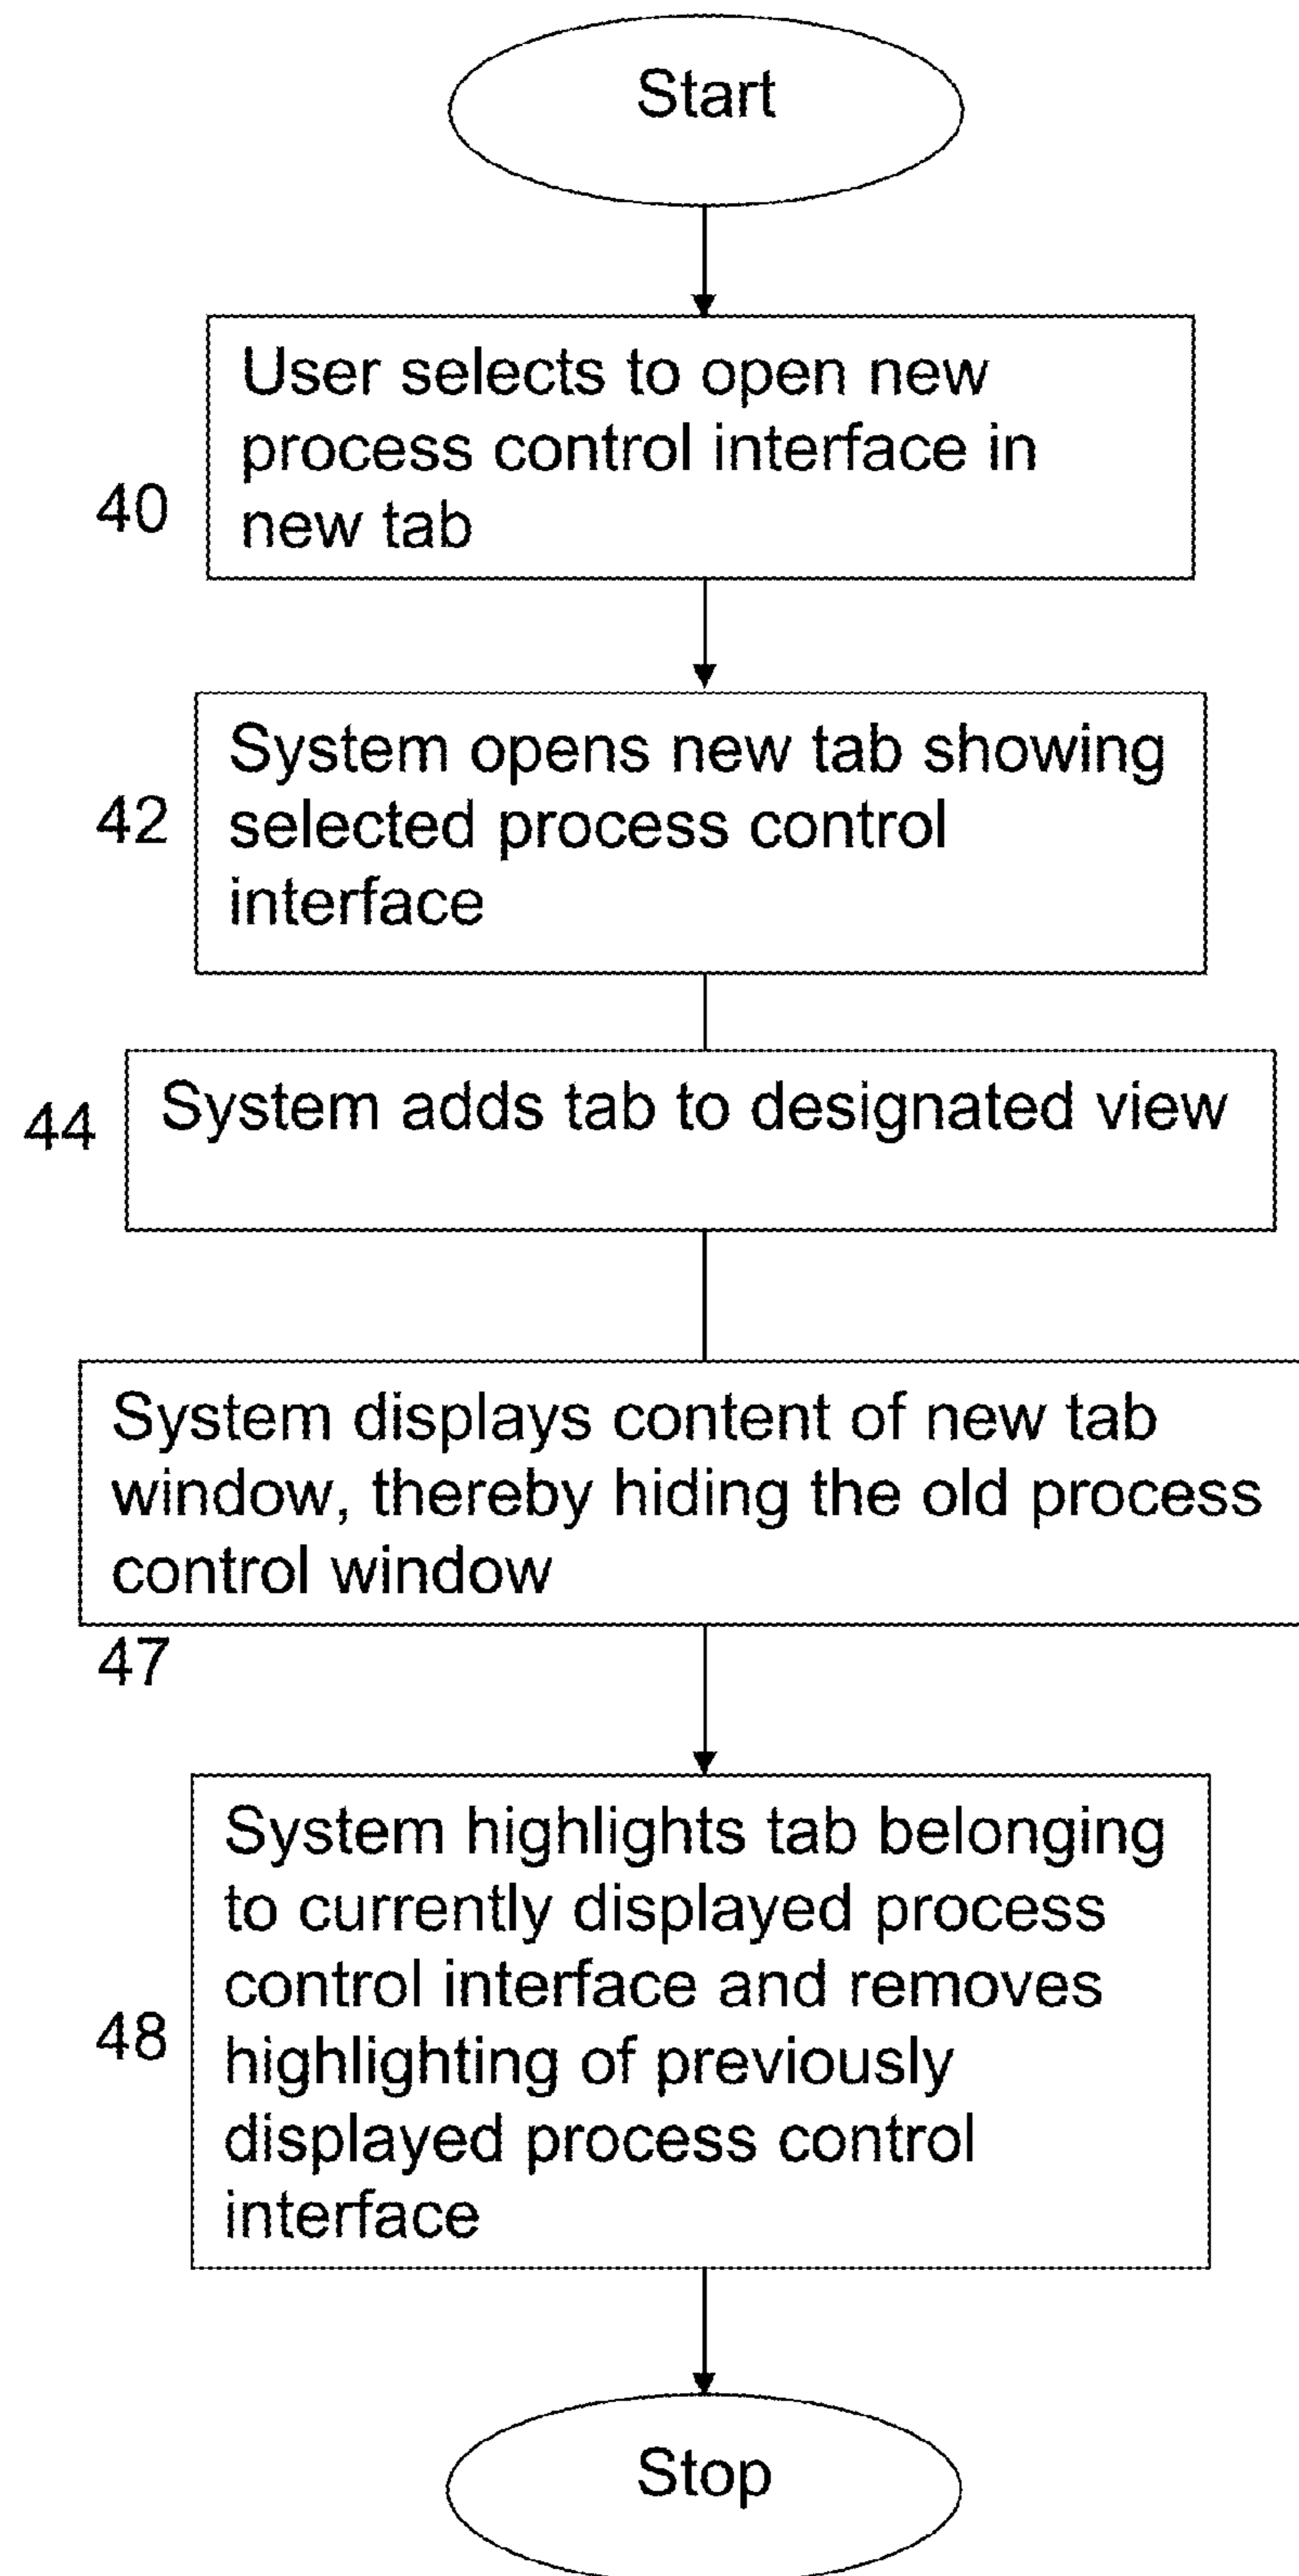 Start
User selects to open new
process control interface in
new tab
40
System opens new tab showing
selected process control
interface
42
System adds tab to designated view
44
System displays content of new tab
window, thereby hiding the old process
control window
47
System highlights tab belonging
to currently displayed process
control interface and removes
highlighting of previously
displayed process control
interface
48
Stop